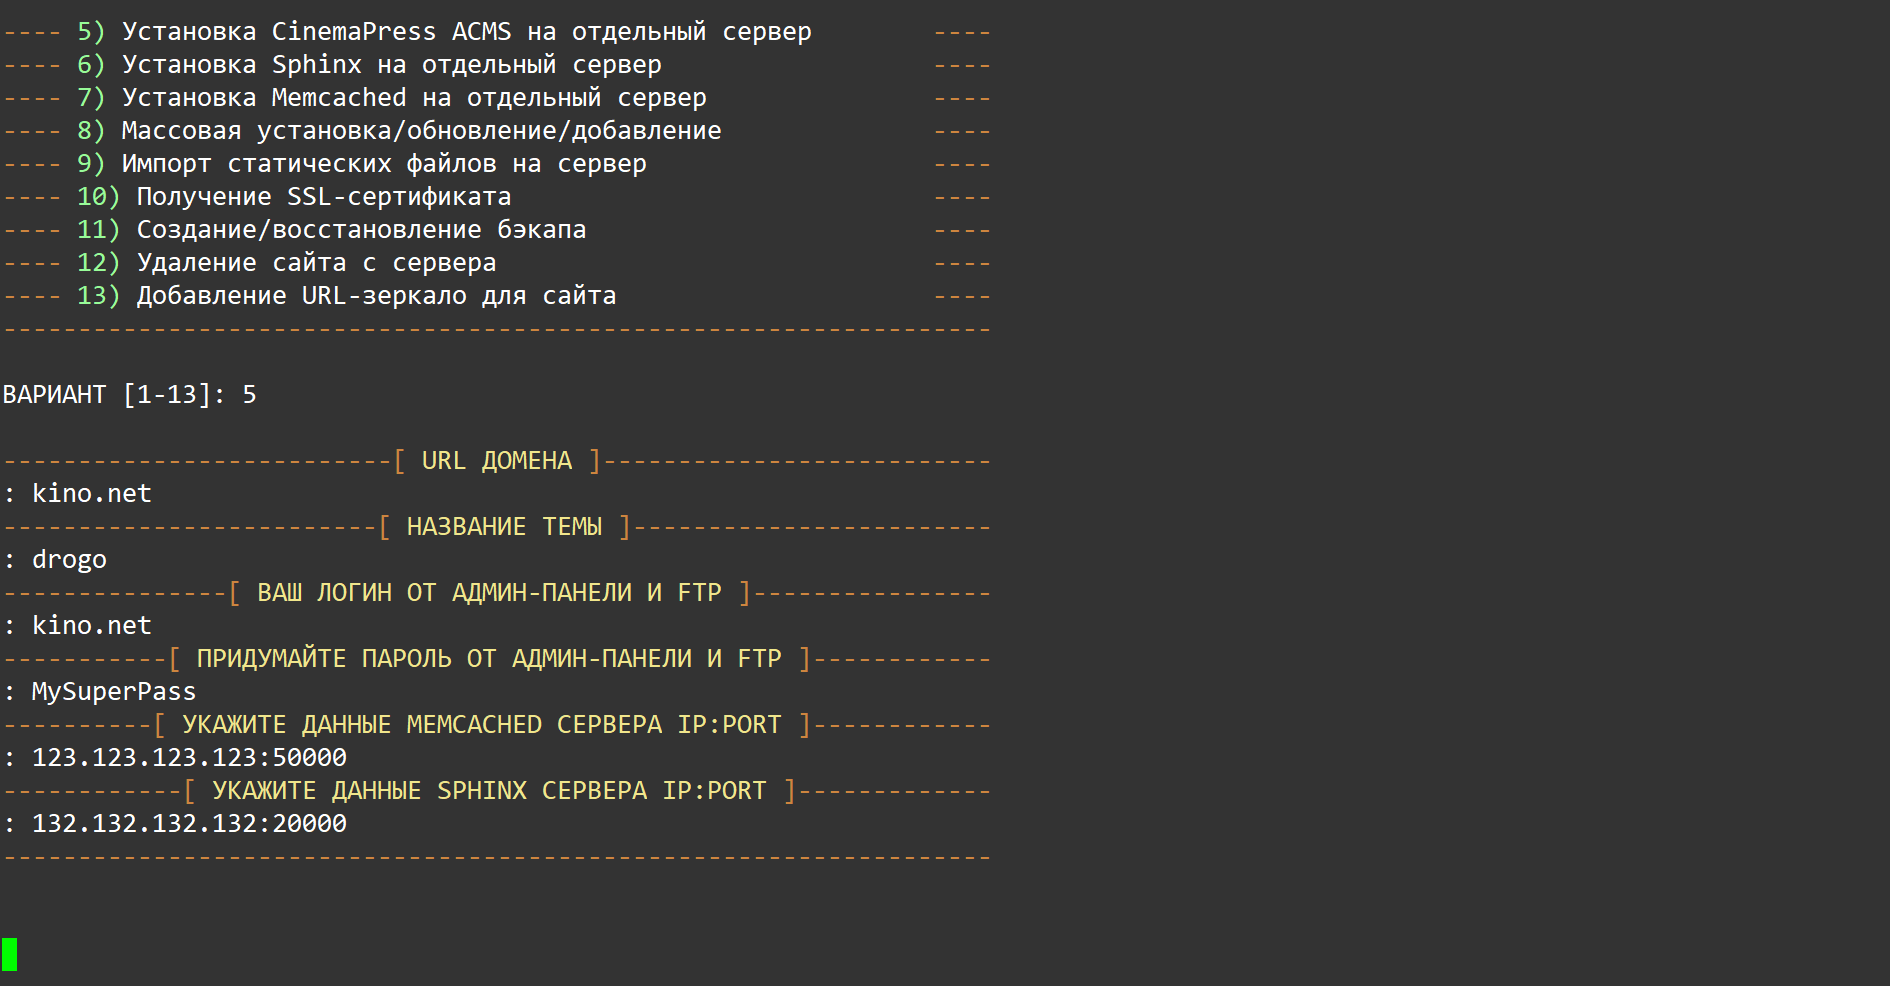 ---- 5) Установка CinemaPress ACMS на отдельный сервер        ----
---- 6) Установка Sphinx на отдельный сервер                  ----
---- 7) Установка Memcached на отдельный сервер               ----
---- 8) Массовая установка/обновление/добавление              ----
---- 9) Импорт статических файлов на сервер                   ----
---- 10) Получение SSL-сертификата                            ----
---- 11) Создание/восстановление бэкапа                       ----
---- 12) Удаление сайта с сервера                             ----
---- 13) Добавление URL-зеркало для сайта                     ----
------------------------------------------------------------------
ВАРИАНТ [1-13]: 5
--------------------------[ URL ДОМЕНА ]--------------------------
: kino.net
-------------------------[ НАЗВАНИЕ ТЕМЫ ]------------------------
: drogo
---------------[ ВАШ ЛОГИН ОТ АДМИН-ПАНЕЛИ И FTP ]----------------
: kino.net
-----------[ ПРИДУМАЙТЕ ПАРОЛЬ ОТ АДМИН-ПАНЕЛИ И FTP ]------------
: MySuperPass
----------[ УКАЖИТЕ ДАННЫЕ MEMCACHED СЕРВЕРА IP:PORT ]------------
: 123.123.123.123:50000
------------[ УКАЖИТЕ ДАННЫЕ SPHINX СЕРВЕРА IP:PORT ]-------------
: 132.132.132.132:20000
------------------------------------------------------------------